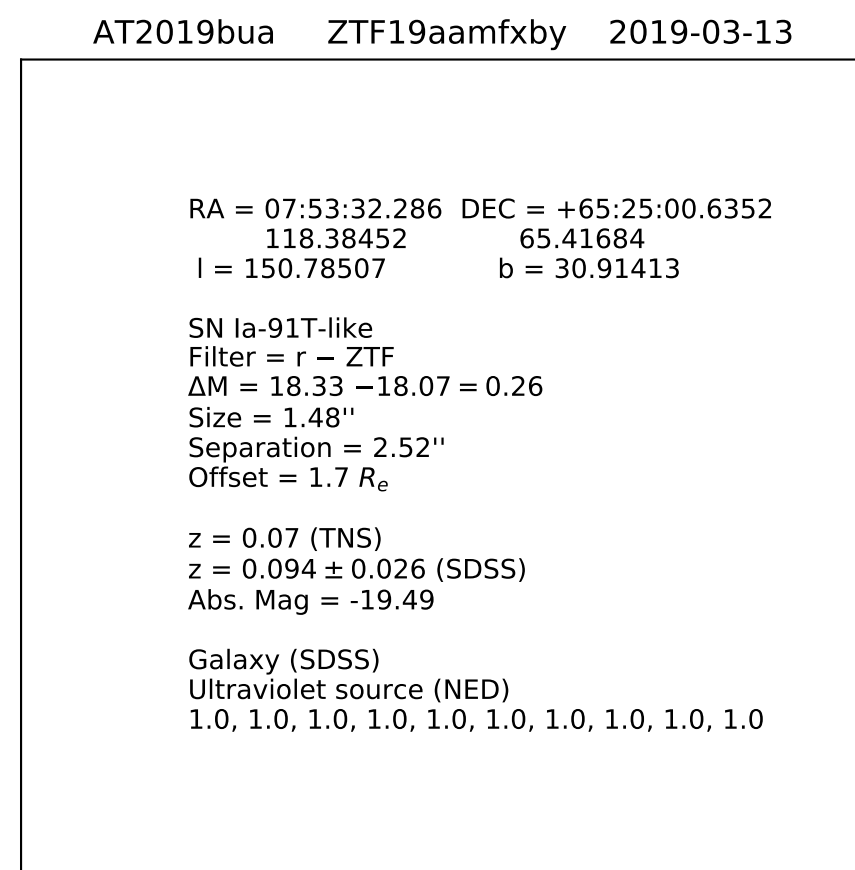 AT2019bua ZTF19aamfxby 2019-03-13
RA = 07:53:32.286 DEC = +65:25:00.6352
118.38452 65.41684
l = 150.78507 b = 30.91413
SN Ia-91T-like
Filter = r − ZTF
ΔM = 18.33 −18.07 = 0.26
Size = 1.48''
Separation = 2.52''
Offset = 1.7 Re
z = 0.07 (TNS)
z = 0.094 ± 0.026 (SDSS)
Abs. Mag = -19.49
Galaxy (SDSS)
Ultraviolet source (NED)
1.0, 1.0, 1.0, 1.0, 1.0, 1.0, 1.0, 1.0, 1.0, 1.0